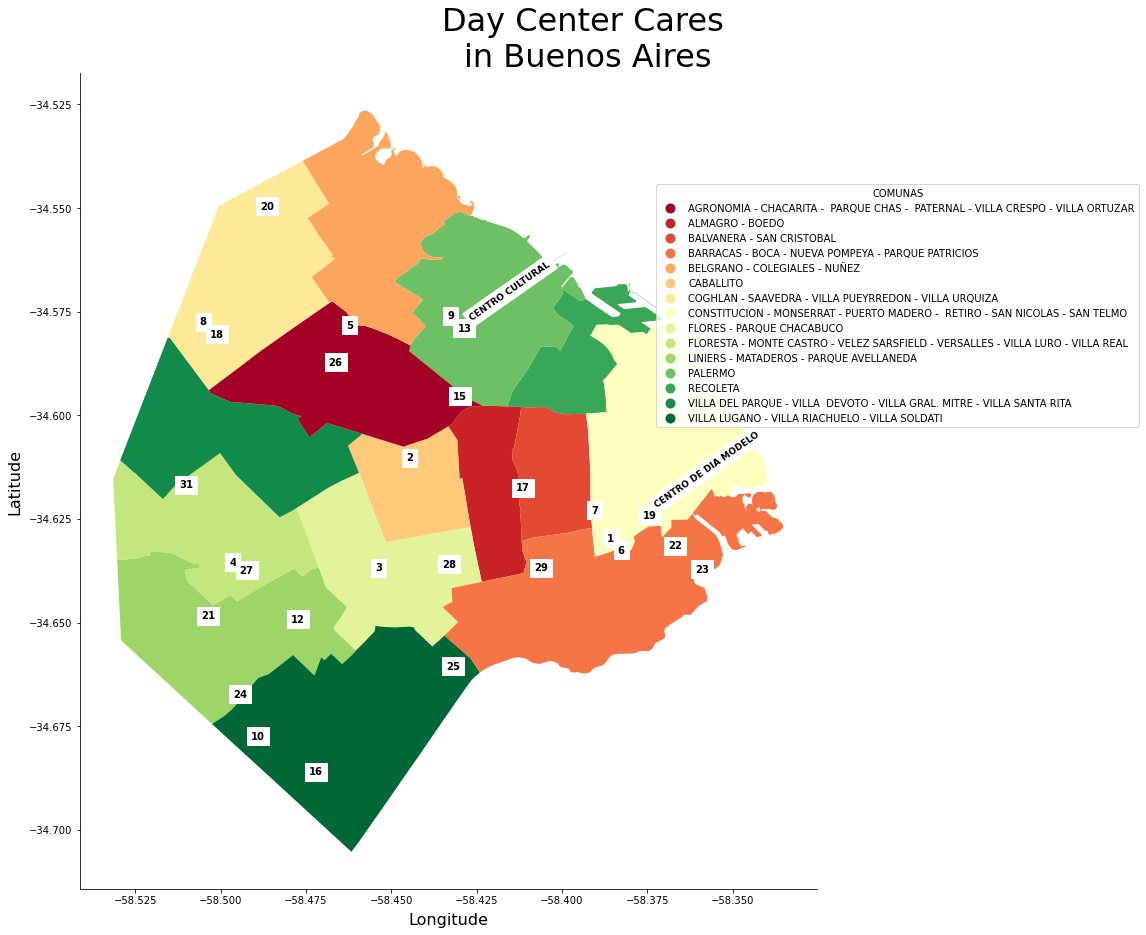 Day Center Cares
in Buenos Aires
−34.525
−34.550
−34.575
−34.600
−34.625
−34.650
−34.675
−34.700
Latitude
−58.525
−58.500
−58.475
−58.450
−58.425
−58.400
−58.375
−58.350
Longitude
COMUNAS
AGRONOMIA - CHACARITA -  PARQUE CHAS -  PATERNAL - VILLA CRESPO - VILLA ORTUZAR
ALMAGRO - BOEDO
BALVANERA - SAN CRISTOBAL
BARRACAS - BOCA - NUEVA POMPEYA - PARQUE PATRICIOS
BELGRANO - COLEGIALES - NUÑEZ
CABALLITO
COGHLAN - SAAVEDRA - VILLA PUEYRREDON - VILLA URQUIZA
CONSTITUCION - MONSERRAT - PUERTO MADERO -  RETIRO - SAN NICOLAS - SAN TELMO
FLORES - PARQUE CHACABUCO
FLORESTA - MONTE CASTRO - VELEZ SARSFIELD - VERSALLES - VILLA LURO - VILLA REAL
LINIERS - MATADEROS - PARQUE AVELLANEDA
PALERMO
RECOLETA
VILLA DEL PARQUE - VILLA  DEVOTO - VILLA GRAL. MITRE - VILLA SANTA RITA
VILLA LUGANO - VILLA RIACHUELO - VILLA SOLDATI
20
CENTRO CULTURAL
8
18
5
9
13
26
15
2
CENTRO DE DIA MODELO
31
17
7
19
1
6
22
4
27
3
28
29
23
21
12
25
24
10
16